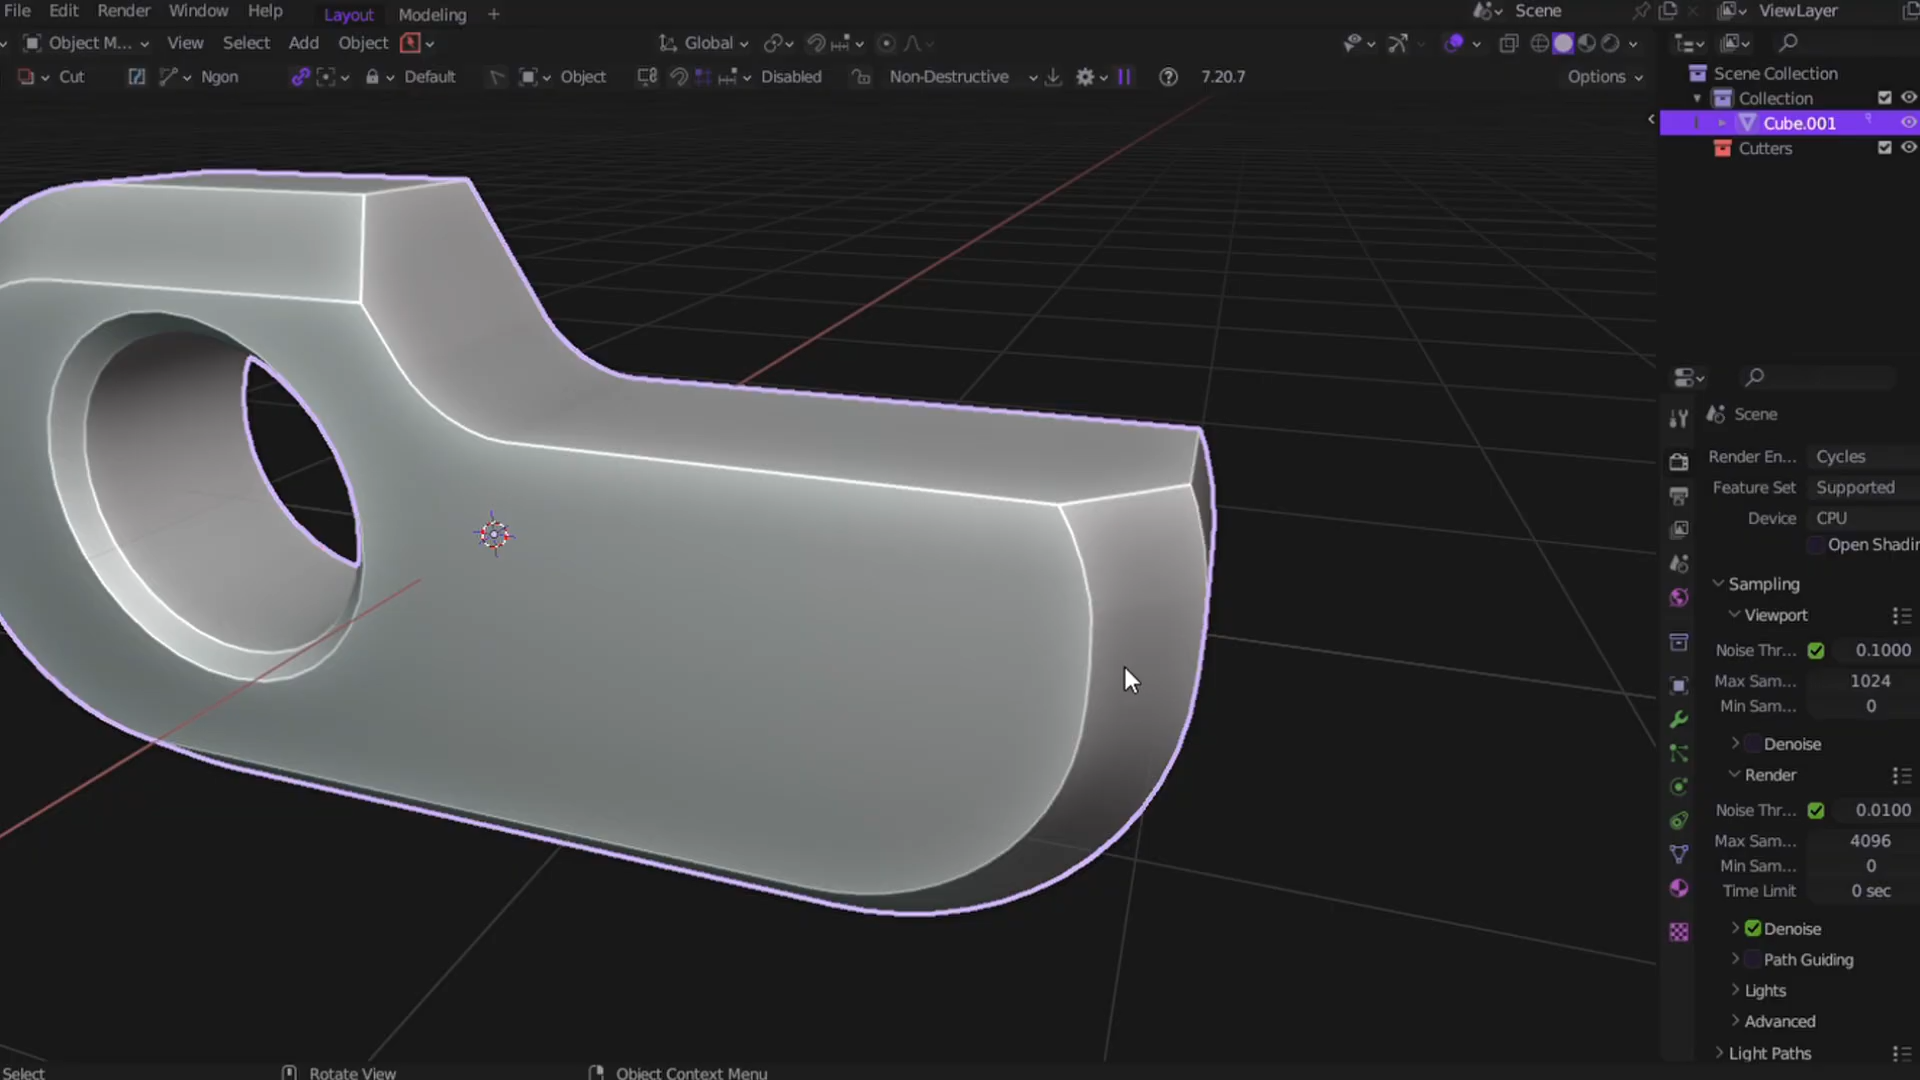 File Edit Render Window Help Layout Modeling + Scene ViewLayer
Object M... View Select Add Object Global
Cut Ngon Default Object Disabled Non-Destructive 7.20.7 Options
Scene Collection
Collection
Cube.001
Cutters
Scene
Render En... Cycles
Feature Set Supported
Device CPU
Open Shadin
Sampling
Viewport
Noise Thr... 0.1000
Max Sam... 1024
Min Sam... 0
Denoise
Render
Noise Thr... 0.0100
Max Sam... 4096
Min Sam... 0
Time Limit 0 sec
Denoise
Path Guiding
Lights
Advanced
Light Paths
Select Rotate View Object Context Menu